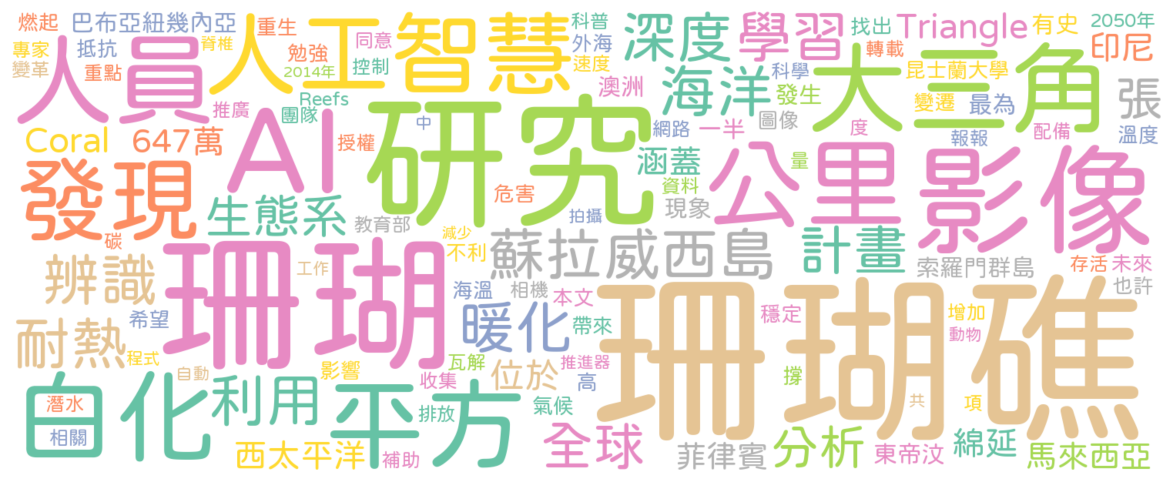 燃起 巴布亞紐幾內亞 重生 科普 深度 學習 找出 Triangle 有史 2050年
專家 抵抗 脊椎 勉強 同意 外海 轉載 印尼
變革 重點 人員 人工智慧 2014年 控制 速度 海洋 科學 大三角 昆士蘭大學
推廣 Reefs 團隊 澳洲 發生 變遷 最為 張
Coral 647萬 AI 授權 中 研究 網路 一半 圖像 度 配備 報報 溫度
發現 生態系 教育部 危害 拍攝 涵蓋 資料 現象 公里 量 影像
碳 減少 不利 蘇拉威西島 計畫 索羅門群島 存活 未來
辨識 珊瑚 工作 海溫 相機 本文 珊瑚礁 穩定 增加 也許
耐熱 希望 程式 自動 影響 暖化 帶來 動物
白化 利用 平方 收集 瓦解 位於 推進器 高 撐 共 項
潛水 排放 氣候
相關 西太平洋 補助 全球 菲律賓 分析 東帝汶 綿延 馬來西亞